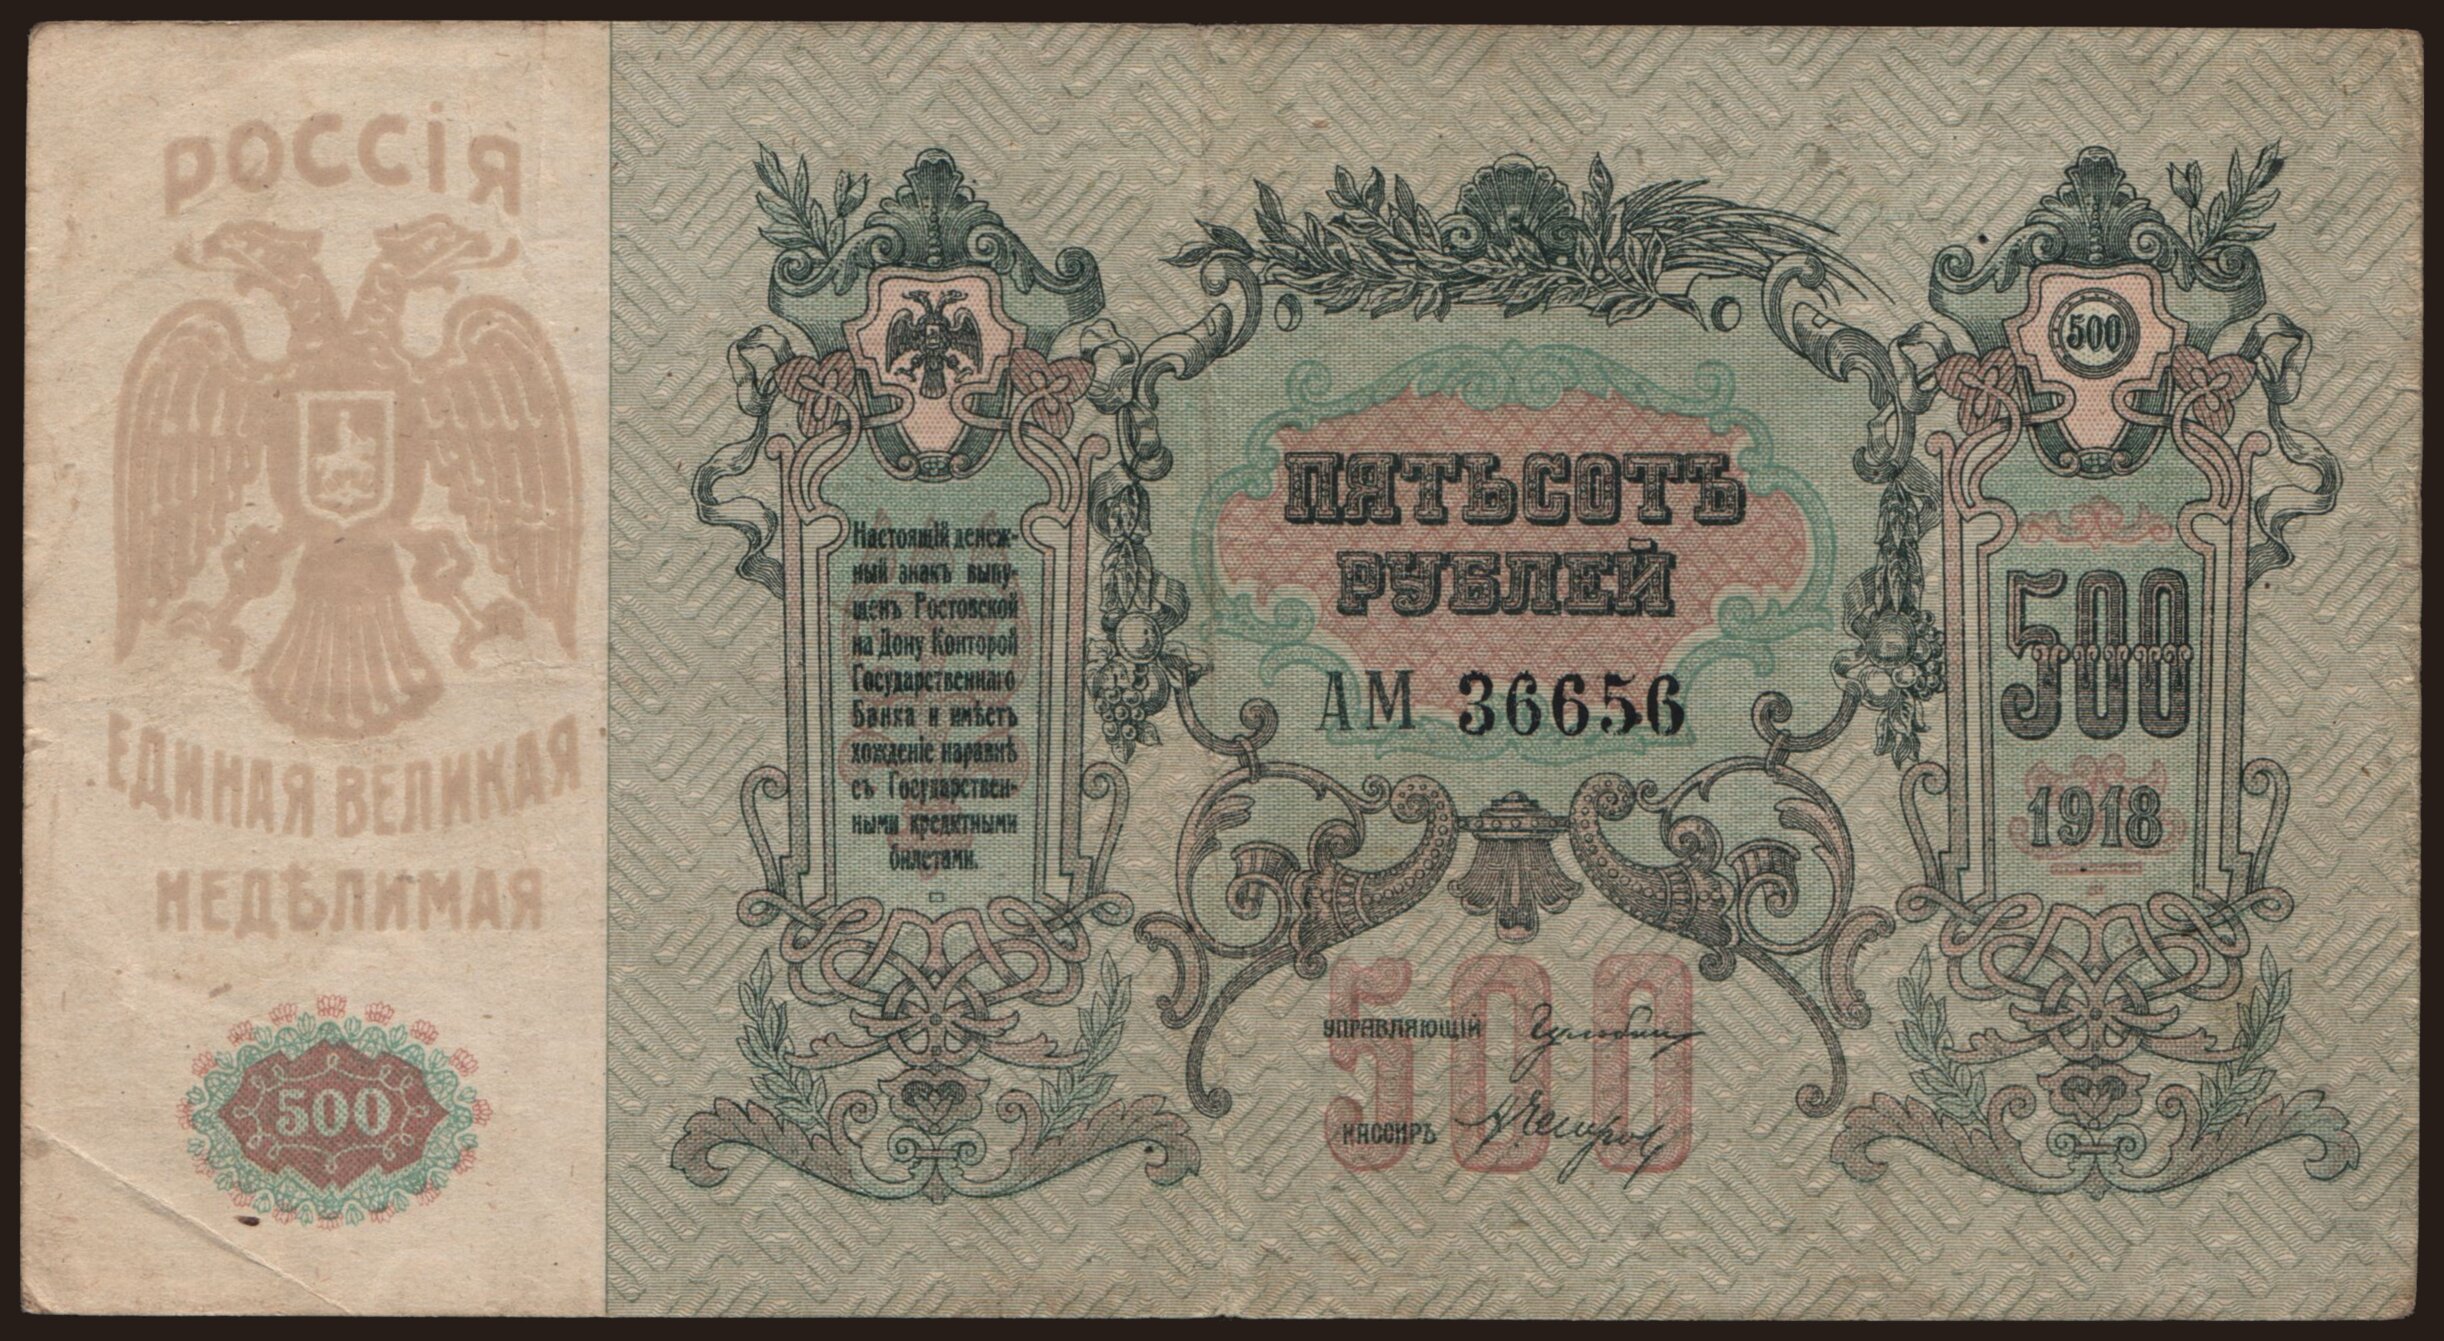 РОССІЯ
ЕДИНАЯ ВЕЛИКАЯ
НЕДѢЛИМАЯ
500
Настоящій денеж-
ный знакъ выпу-
щенъ Ростовской
на Дону Конторой
Государственнаго
Банка и имѣетъ
хожденіе наравнѣ
съ Государствен-
ными кредитными
билетами.
ПЯТЬСОТЪ
РУБЛЕЙ
АМ 36656
500
УПРАВЛЯЮЩІЙ
КАССИРЪ
500
500
1918